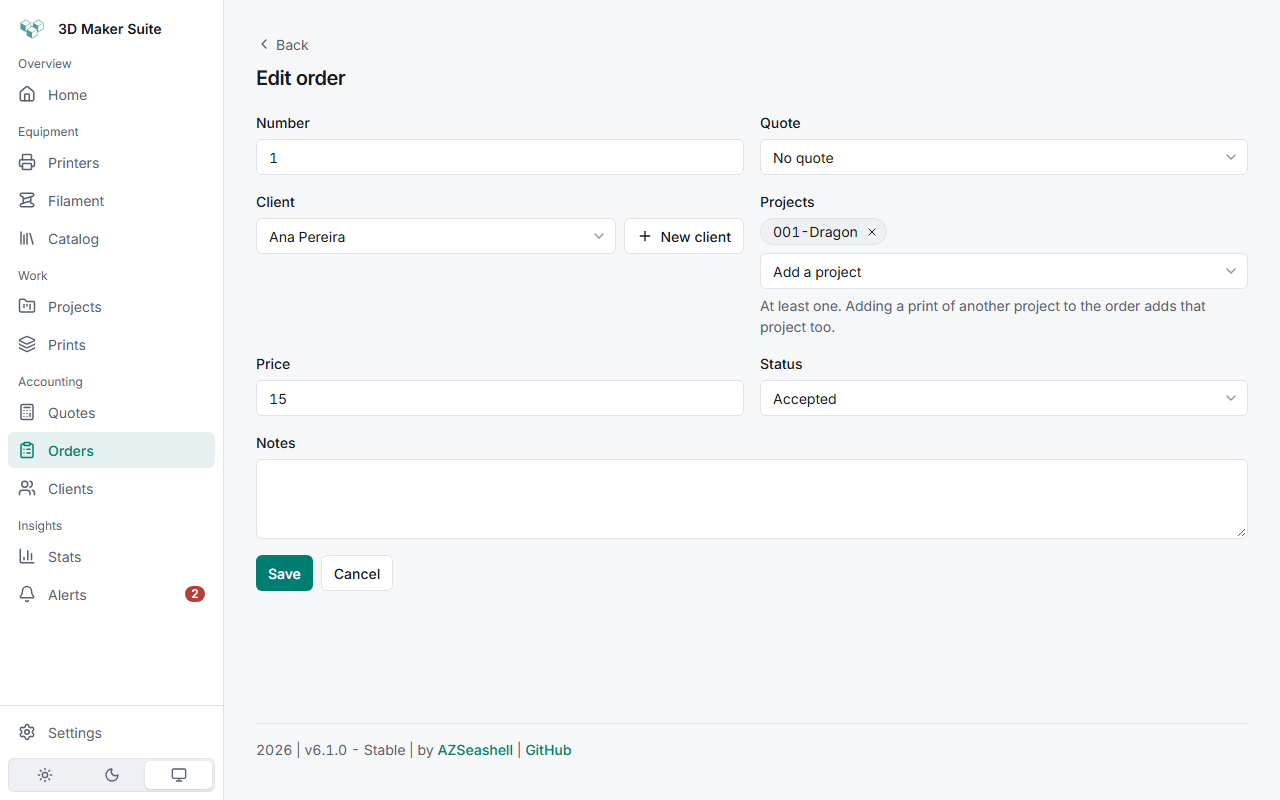 3D Maker Suite
Overview
Home
Equipment
Printers
Filament
Catalog
Work
Projects
Prints
Accounting
Quotes
Orders
Clients
Insights
Stats
Alerts 2
Settings
Back
Edit order
Number
1
Quote
No quote
Client
Ana Pereira
New client
Projects
001-Dragon
Add a project
At least one. Adding a print of another project to the order adds that
project too.
Price
15
Status
Accepted
Notes
Save
Cancel
2026 | v6.1.0 - Stable | by AZSeashell | GitHub